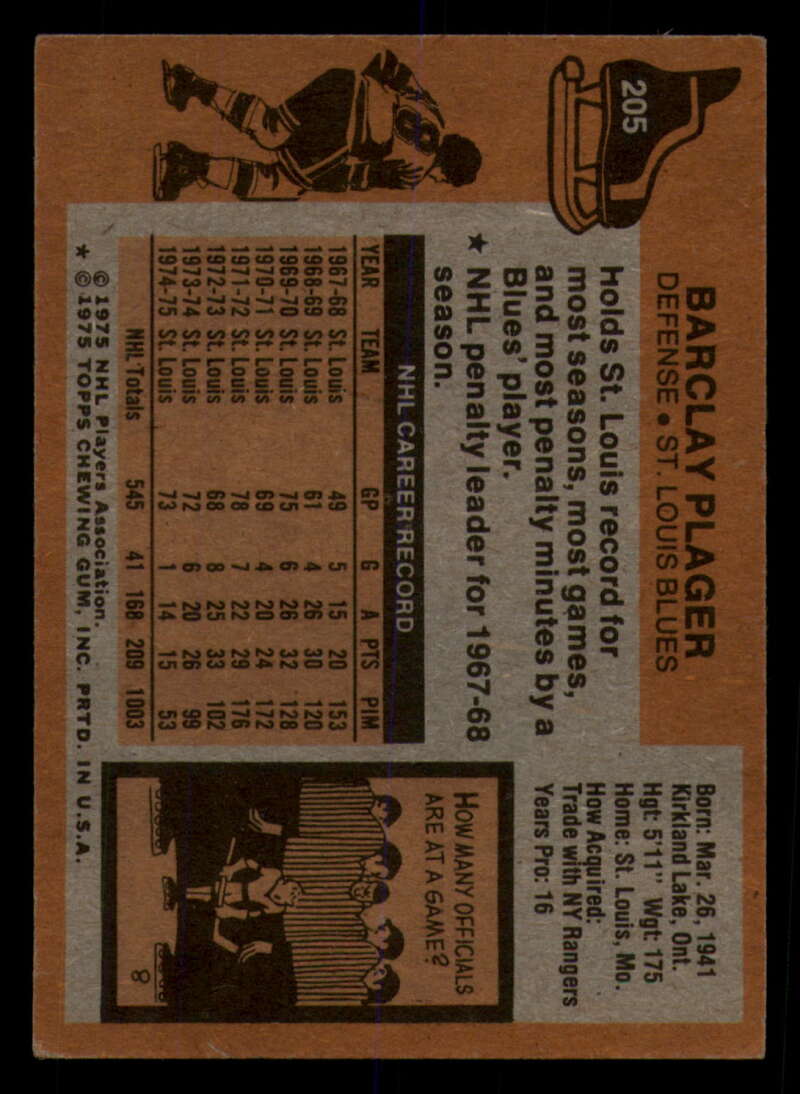 205
BARCLAY PLAGER
DEFENSE • ST. LOUIS BLUES
Holds St. Louis record for
most seasons, most games,
and most penalty minutes by a
Blues' player.
★ NHL penalty leader for 1967-68
season.
Born: Mar. 26, 1941
Kirkland Lake, Ont.
Hgt: 5'11" Wgt: 175
Home: St. Louis, Mo.
How Acquired:
Trade with NY Rangers
Years Pro: 16
NHL CAREER RECORD
YEAR TEAM GP G A PTS PIM
1967-68 St. Louis 49 5 15 20 153
1968-69 St. Louis 61 4 26 30 120
1969-70 St. Louis 75 6 26 32 128
1970-71 St. Louis 69 4 20 24 172
1971-72 St. Louis 78 7 22 29 176
1972-73 St. Louis 68 8 25 33 102
1973-74 St. Louis 72 6 20 26 99
1974-75 St. Louis 73 1 14 15 53
NHL Totals 545 41 168 209 1003
HOW MANY OFFICIALS
ARE AT A GAME?
8
© 1975 NHL Players Association.
★ © 1975 TOPPS CHEWING GUM, INC. PRTD. IN U.S.A.
8